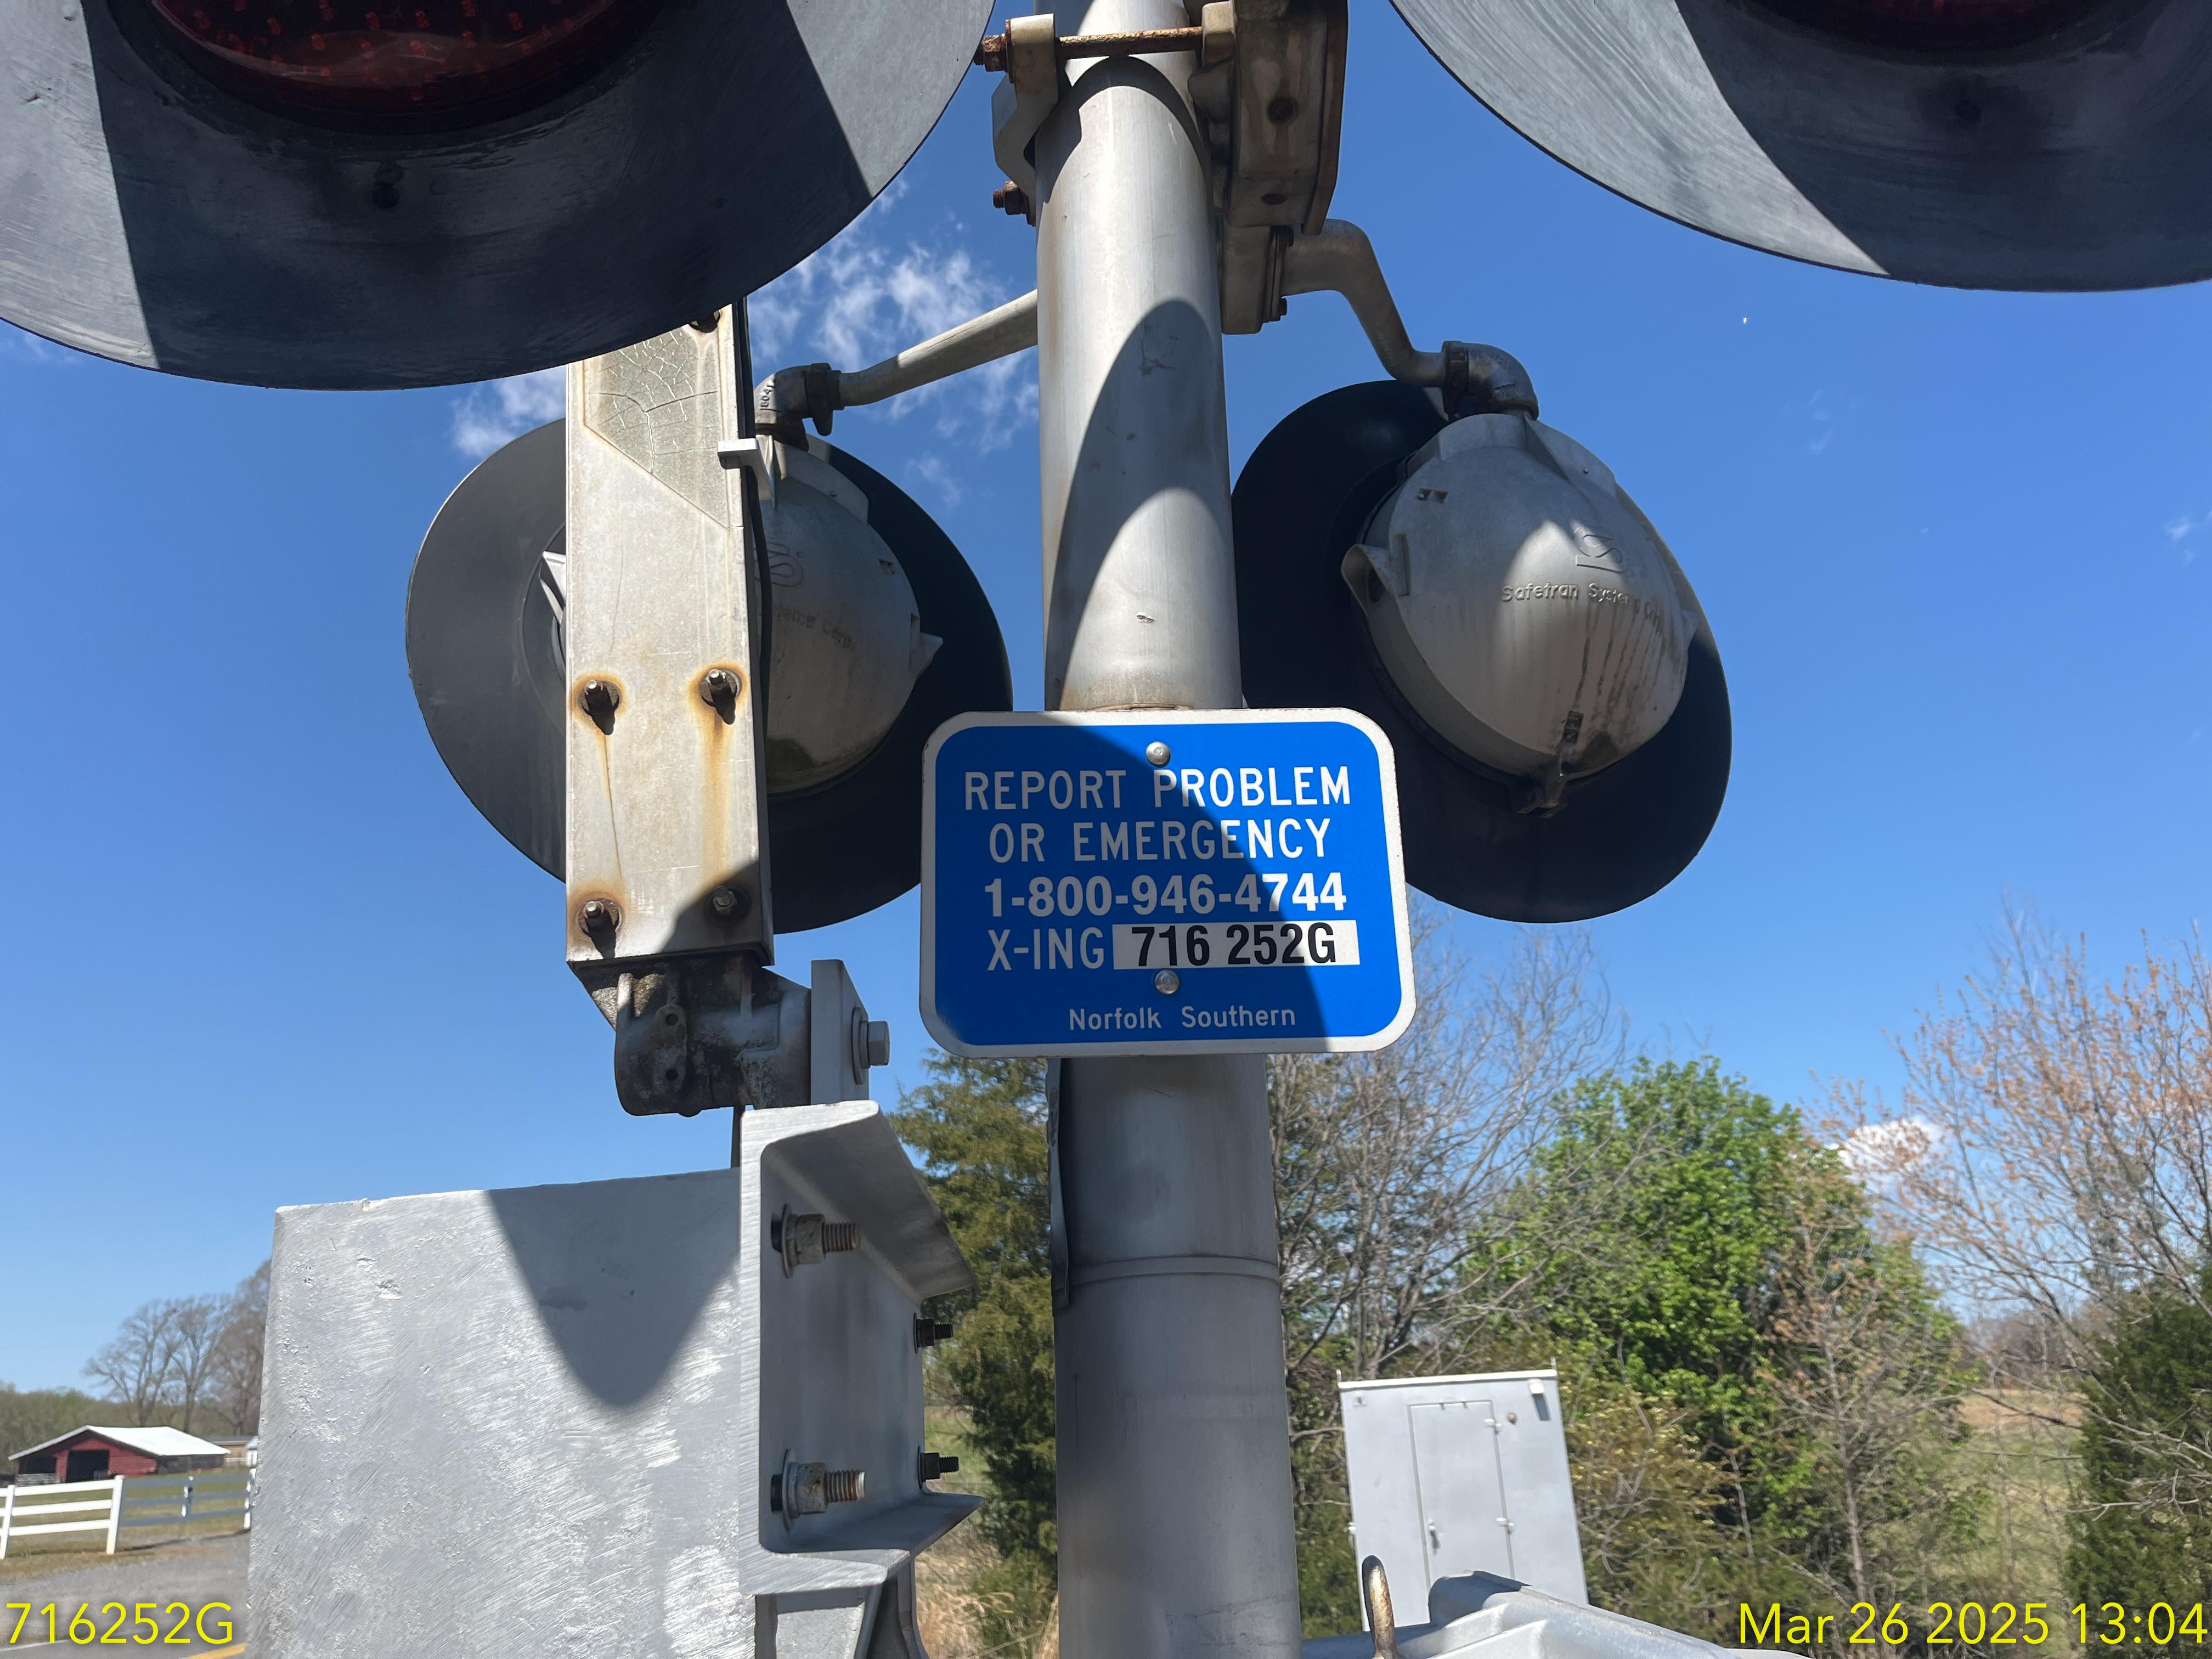 Safetran Systems Corp.
REPORT PROBLEM
OR EMERGENCY
1-800-946-4744
X-ING 716 252G
Norfolk Southern
716252G
Mar 26 2025 13:04